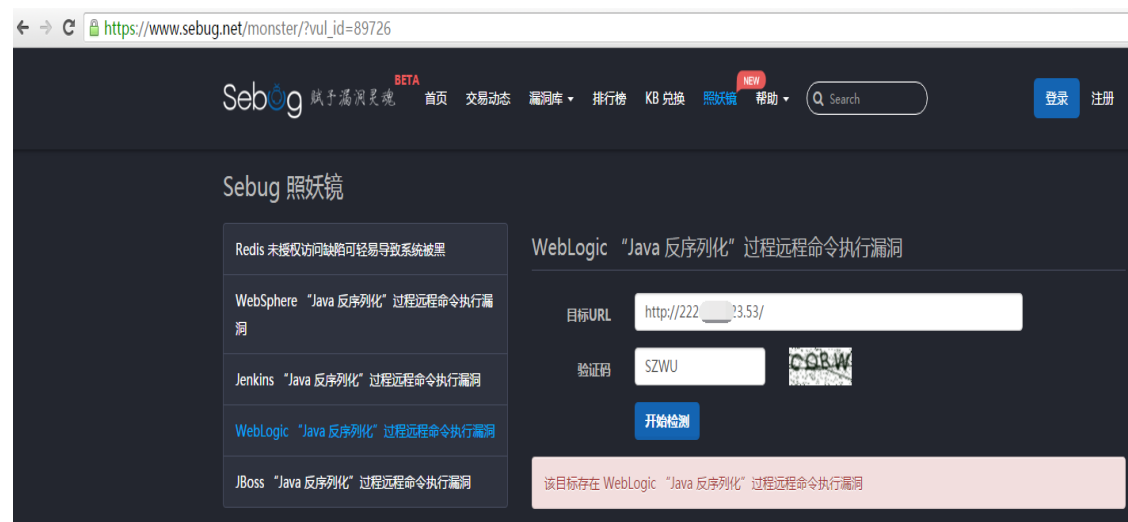 https://www.sebug.net/monster/?vul_id=89726
Sebug 赋予漏洞灵魂 BETA 首页 交易动态 漏洞库 排行榜 KB 兑换 照妖镜 NEW 帮助 Search 登录 注册
Sebug 照妖镜
Redis 未授权访问缺陷可轻易导致系统被黑
WebSphere “Java 反序列化”过程远程命令执行漏
洞
Jenkins “Java 反序列化”过程远程命令执行漏洞
WebLogic “Java 反序列化”过程远程命令执行漏洞
JBoss “Java 反序列化”过程远程命令执行漏洞
WebLogic “Java 反序列化”过程远程命令执行漏洞
目标URL http://222 23.53/
验证码 SZWU CQRW
开始检测
该目标存在 WebLogic “Java 反序列化”过程远程命令执行漏洞